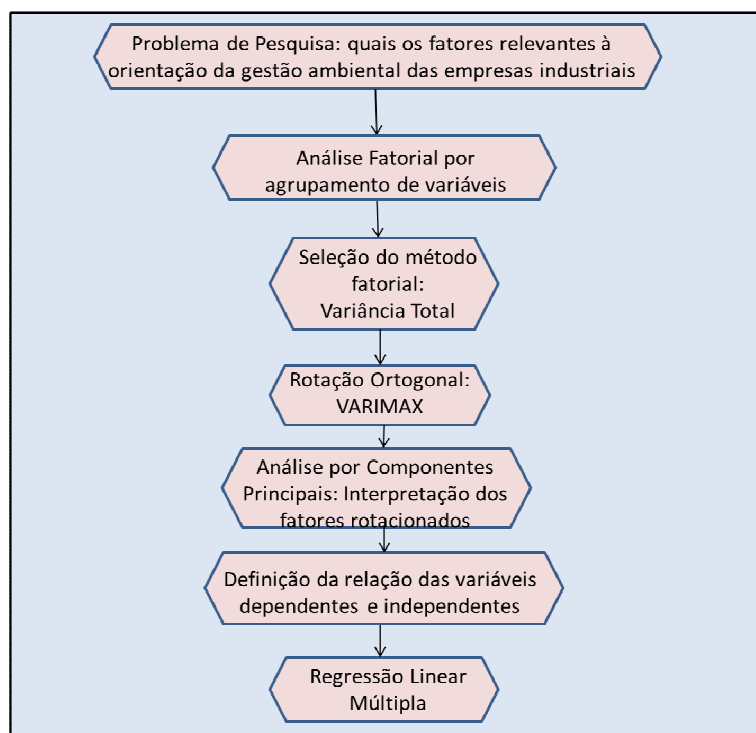 Problema de Pesquisa: quais os fatores relevantes à
orientação da gestão ambiental das empresas industriais
Análise Fatorial por
agrupamento de variáveis
Seleção do método
fatorial:
Variância Total
Rotação Ortogonal:
VARIMAX
Análise por Componentes
Principais: Interpretação dos
fatores rotacionados
Definição da relação das variáveis
dependentes e independentes
Regressão Linear
Múltipla